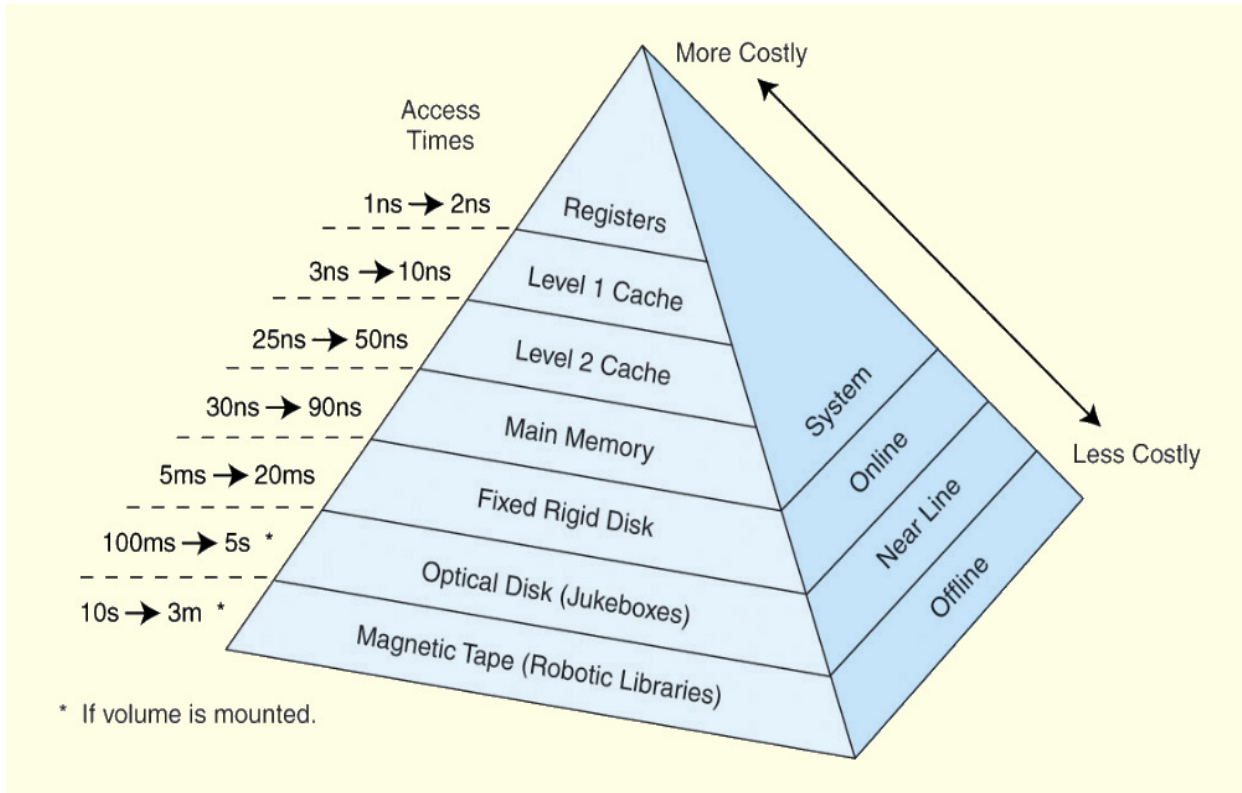 More Costly
Access
Times
1ns → 2ns
Registers
3ns → 10ns
Level 1 Cache
25ns → 50ns
Level 2 Cache
30ns → 90ns
Main Memory
System
5ms → 20ms
Fixed Rigid Disk
Online
Less Costly
100ms → 5s *
Optical Disk (Jukeboxes)
Near Line
10s → 3m *
Magnetic Tape (Robotic Libraries)
Offline
* If volume is mounted.